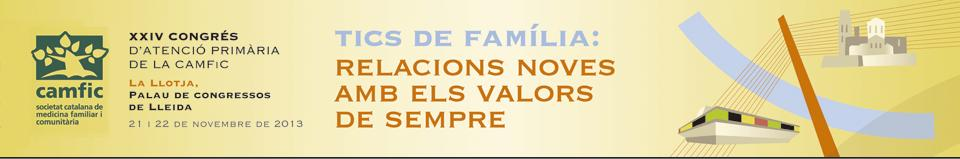 camfic
societat catalana de
medicina familiar i
comunitària
XXIV CONGRÉS
D'ATENCIÓ PRIMÀRIA
DE LA CAMFiC
LA LLOTJA,
PALAU DE CONGRESSOS
DE LLEIDA
21 I 22 DE NOVEMBRE DE 2013
TICS DE FAMÍLIA:
RELACIONS NOVES
AMB ELS VALORS
DE SEMPRE